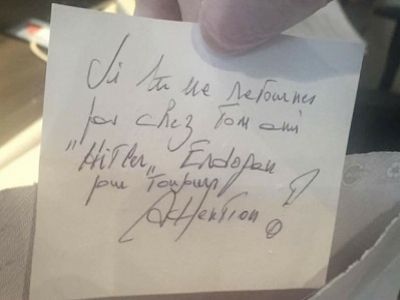 Si tu ne retournes
pas chez Ton ami
"Hitler" Erdogan
pour Toujours
Attention!